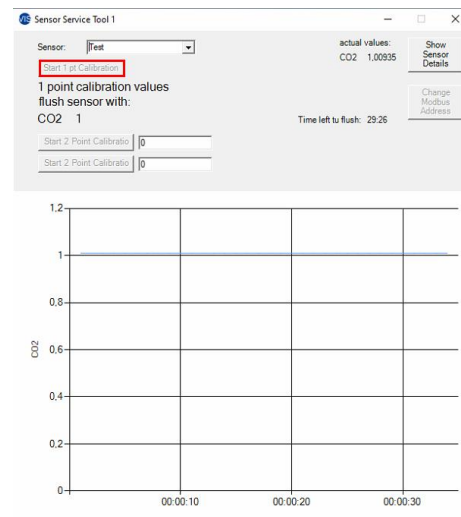 VIS Sensor Service Tool 1
Sensor: Test
actual values:
CO2 1,00935
Show Sensor Details
Start 1 pt Calibration
1 point calibration values
flush sensor with:
CO2 1
Change Modbus Address
Time left tu flush: 29:26
Start 2 Point Calibratio 0
Start 2 Point Calibratio 0
1,2
1
0,8
CO2
0,6
0,4
0,2
0
00:00:10 00:00:20 00:00:30